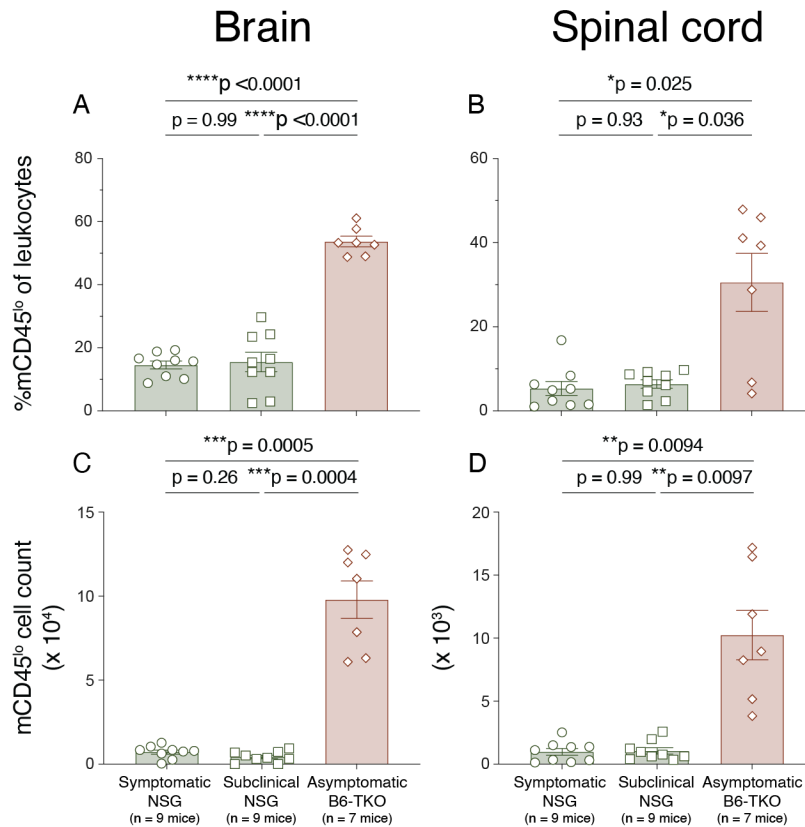 Brain
Spinal cord
A
****p <0.0001
p = 0.99 ****p <0.0001
%mCD45ˡᵒ of leukocytes
80
60
40
20
0
B
*p = 0.025
p = 0.93 *p = 0.036
60
40
20
0
C
***p = 0.0005
p = 0.26 ***p = 0.0004
mCD45ˡᵒ cell count
(x 10⁴)
15
10
5
0
Symptomatic
NSG
(n = 9 mice)
Subclinical
NSG
(n = 9 mice)
Asymptomatic
B6-TKO
(n = 7 mice)
D
**p = 0.0094
p = 0.99 **p = 0.0097
(x 10³)
20
15
10
5
0
Symptomatic
NSG
(n = 9 mice)
Subclinical
NSG
(n = 9 mice)
Asymptomatic
B6-TKO
(n = 7 mice)